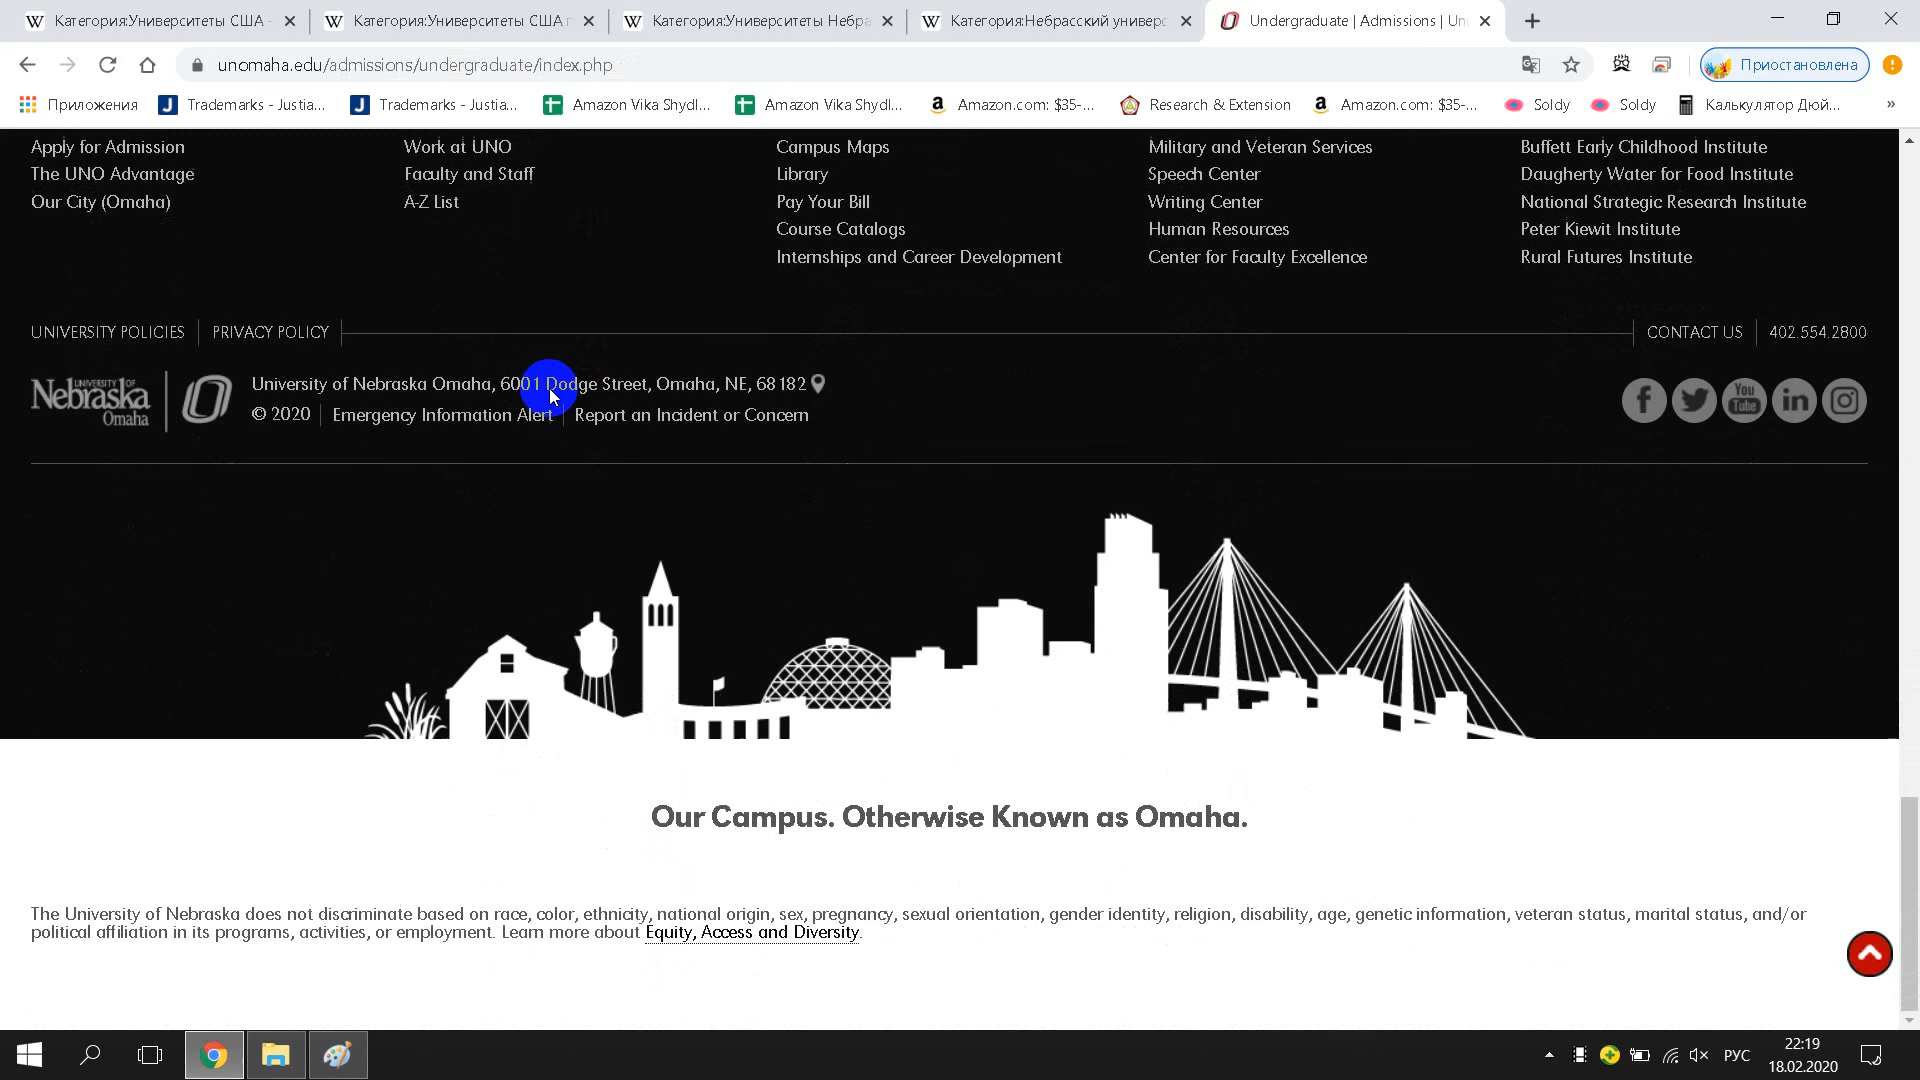 Категория:Университеты США -
Категория:Университеты США п
Категория:Университеты Небра
Категория:Небрасский универс
Undergraduate | Admissions | Un
unomaha.edu/admissions/undergraduate/index.php
Приостановлена
Приложения
Trademarks - Justia...
Trademarks - Justia...
Amazon Vika Shydl...
Amazon Vika Shydl...
Amazon.com: $35-...
Research & Extension
Amazon.com: $35-...
Soldy
Soldy
Калькулятор Дюй...
»
Apply for Admission
The UNO Advantage
Our City (Omaha)
Work at UNO
Faculty and Staff
A-Z List
Campus Maps
Library
Pay Your Bill
Course Catalogs
Internships and Career Development
Military and Veteran Services
Speech Center
Writing Center
Human Resources
Center for Faculty Excellence
Buffett Early Childhood Institute
Daugherty Water for Food Institute
National Strategic Research Institute
Peter Kiewit Institute
Rural Futures Institute
UNIVERSITY POLICIES
PRIVACY POLICY
CONTACT US
402.554.2800
UNIVERSITY OF
Nebraska
Omaha
University of Nebraska Omaha, 6001 Dodge Street, Omaha, NE, 68182
© 2020
Emergency Information Alert
Report an Incident or Concern
You
Tube
in
Our Campus. Otherwise Known as Omaha.
The University of Nebraska does not discriminate based on race, color, ethnicity, national origin, sex, pregnancy, sexual orientation, gender identity, religion, disability, age, genetic information, veteran status, marital status, and/or
political affiliation in its programs, activities, or employment. Learn more about Equity, Access and Diversity.
РУС
22:19
18.02.2020